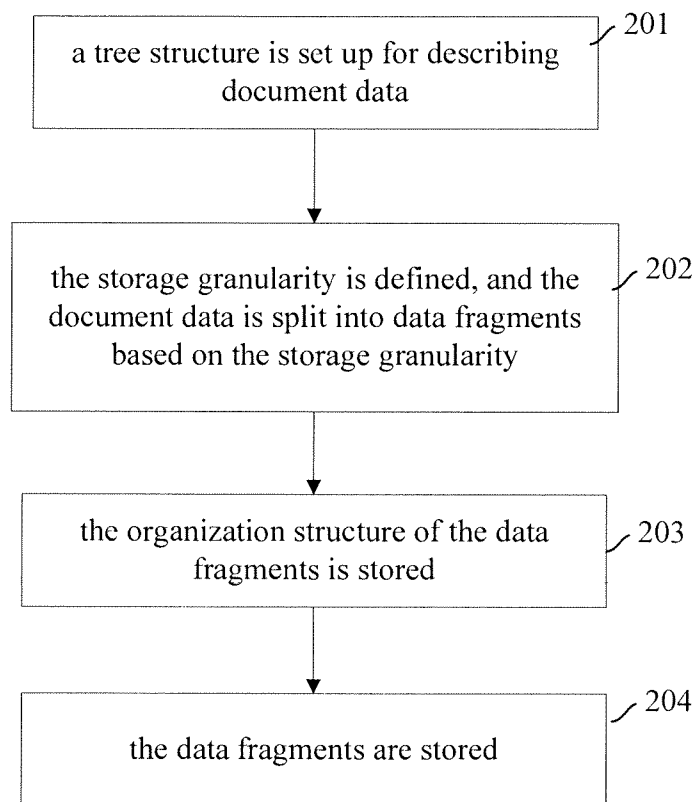 201
a tree structure is set up for describing
document data
202
the storage granularity is defined, and the
document data is split into data fragments
based on the storage granularity
203
the organization structure of the data
fragments is stored
204
the data fragments are stored